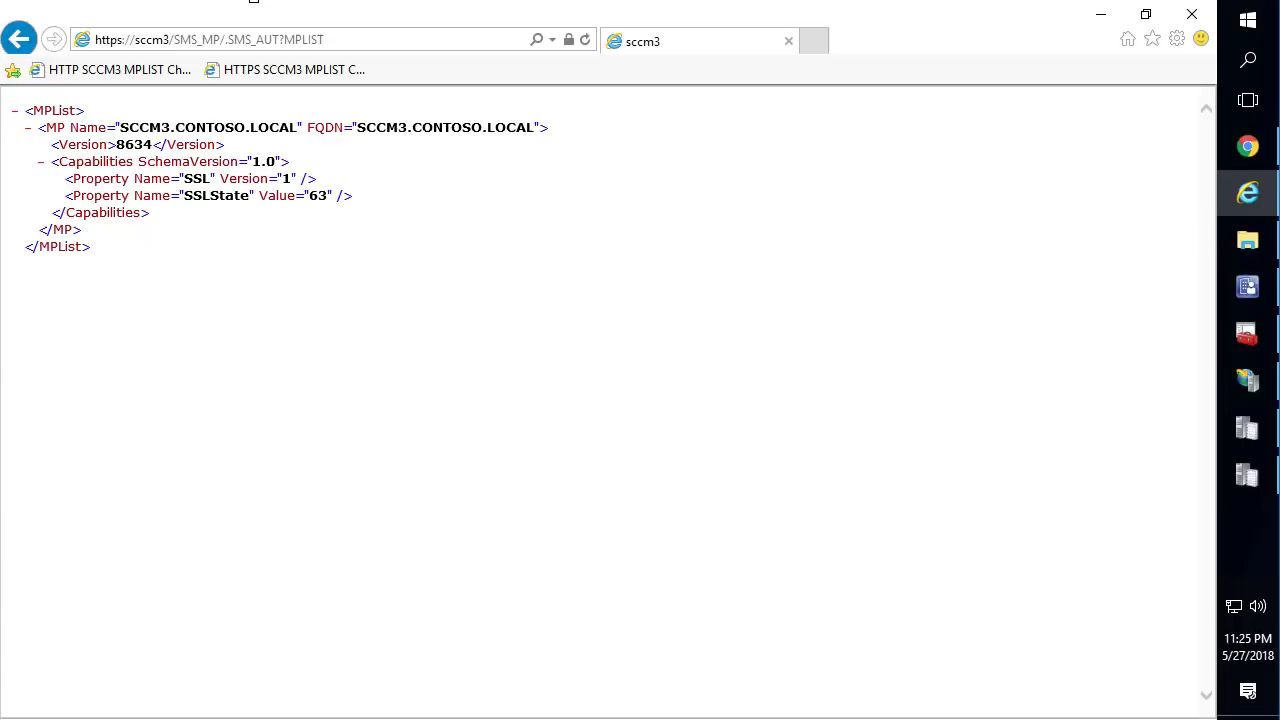 https://sccm3/SMS_MP/.SMS_AUT?MPLIST
sccm3
HTTP SCCM3 MPLIST Ch...
HTTPS SCCM3 MPLIST C...
- <MPList>
- <MP Name="SCCM3.CONTOSO.LOCAL" FQDN="SCCM3.CONTOSO.LOCAL">
<Version>8634</Version>
- <Capabilities SchemaVersion="1.0">
<Property Name="SSL" Version="1" />
<Property Name="SSLState" Value="63" />
</Capabilities>
</MP>
</MPList>
11:25 PM
5/27/2018